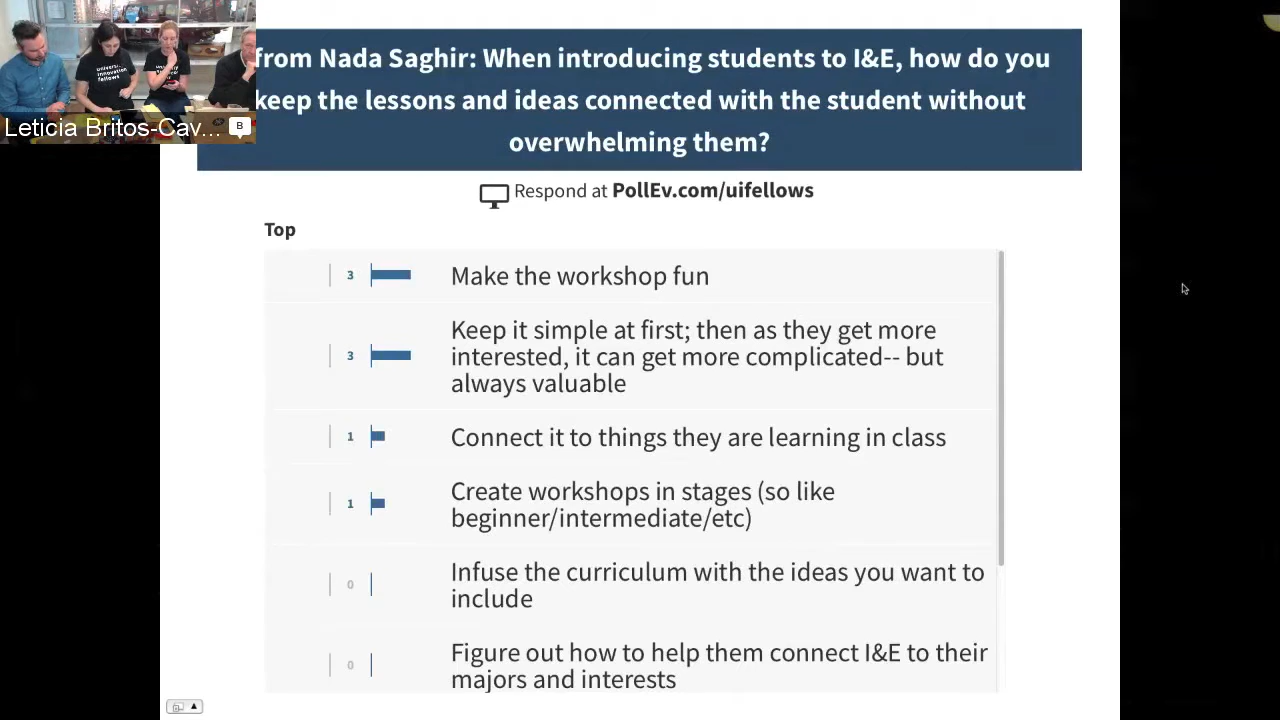 from Nada Saghir: When introducing students to I&E, how do you
keep the lessons and ideas connected with the student without
overwhelming them?
Leticia Britos-Cav...
B
Respond at PollEv.com/uifellows
Top
3 Make the workshop fun
3 Keep it simple at first; then as they get more
interested, it can get more complicated-- but
always valuable
1 Connect it to things they are learning in class
1 Create workshops in stages (so like
beginner/intermediate/etc)
0 Infuse the curriculum with the ideas you want to
include
0 Figure out how to help them connect I&E to their
majors and interests